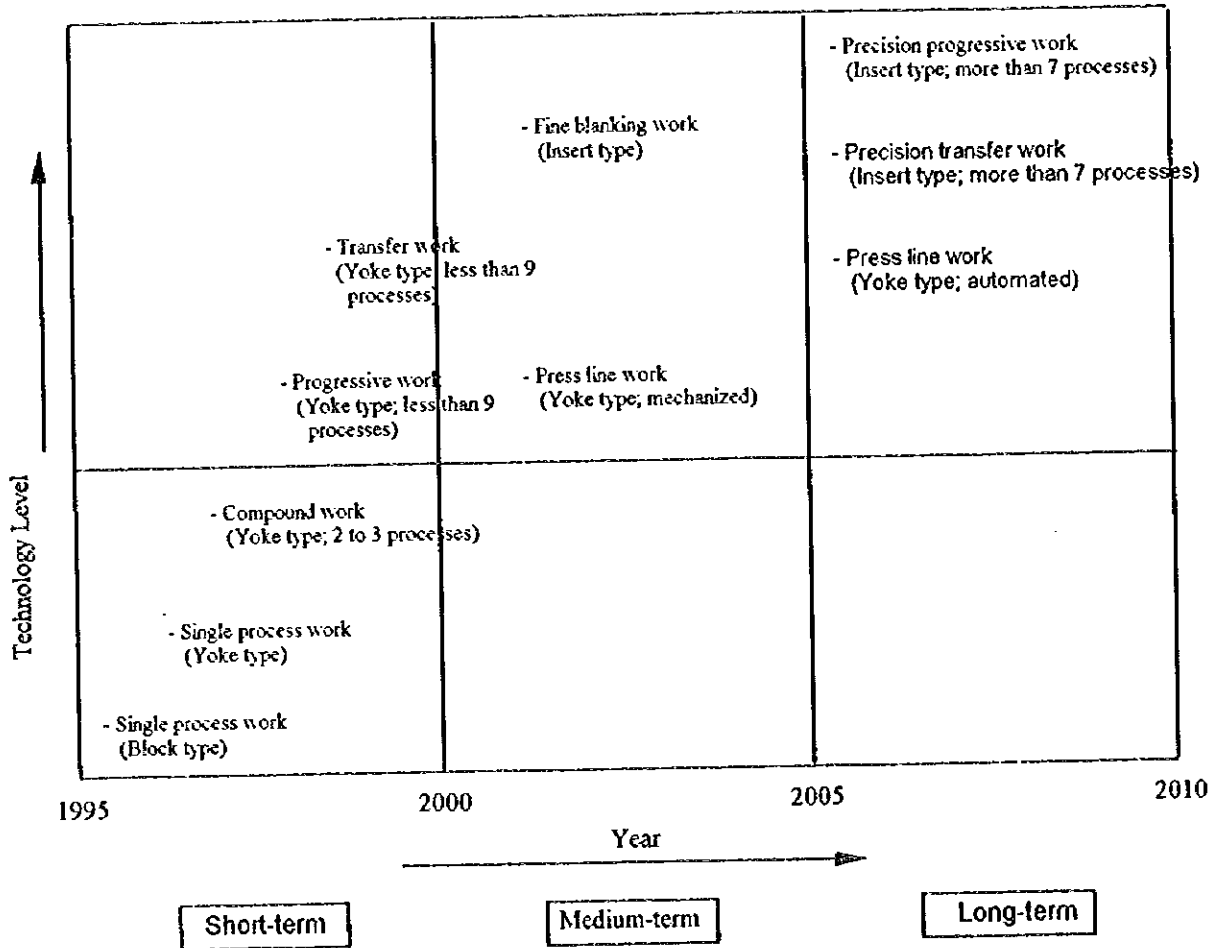 - Precision progressive work
(Insert type; more than 7 processes)
- Fine blanking work
(Insert type)
- Precision transfer work
(Insert type; more than 7 processes)
- Transfer work
(Yoke type; less than 9
processes)
- Press line work
(Yoke type; automated)
- Progressive work
(Yoke type; less than 9
processes)
- Press line work
(Yoke type; mechanized)
Technology Level
- Compound work
(Yoke type; 2 to 3 processes)
- Single process work
(Yoke type)
- Single process work
(Block type)
1995
2000
2005
2010
Year
Short-term
Medium-term
Long-term